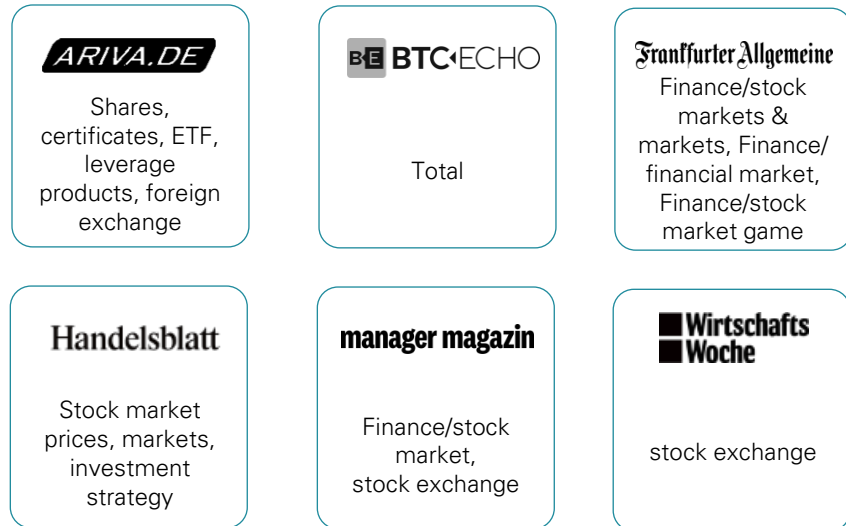 ARIVA.DE
Shares,
certificates, ETF,
leverage
products, foreign
exchange
BE BTC ECHO
Total
Frankfurter Allgemeine
Finance/stock
markets &
markets, Finance/
financial market,
Finance/stock
market game
Handelsblatt
Stock market
prices, markets,
investment
strategy
manager magazin
Finance/stock
market,
stock exchange
Wirtschafts
Woche
stock exchange